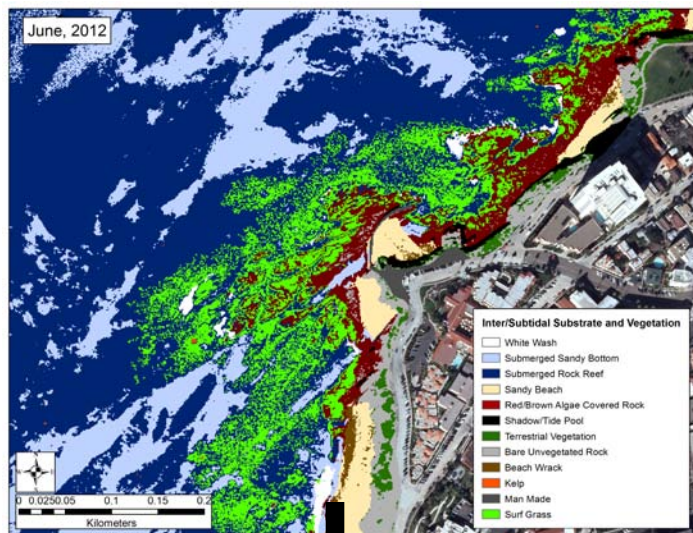 June, 2012
Inter/Subtidal Substrate and Vegetation
White Wash
Submerged Sandy Bottom
Submerged Rock Reef
Sandy Beach
Red/Brown Algae Covered Rock
Shadow/Tide Pool
Terrestrial Vegetation
Bare Unvegetated Rock
Beach Wrack
Kelp
Man Made
Surf Grass
0 0.025 0.05 0.1 0.15 0.2
Kilometers